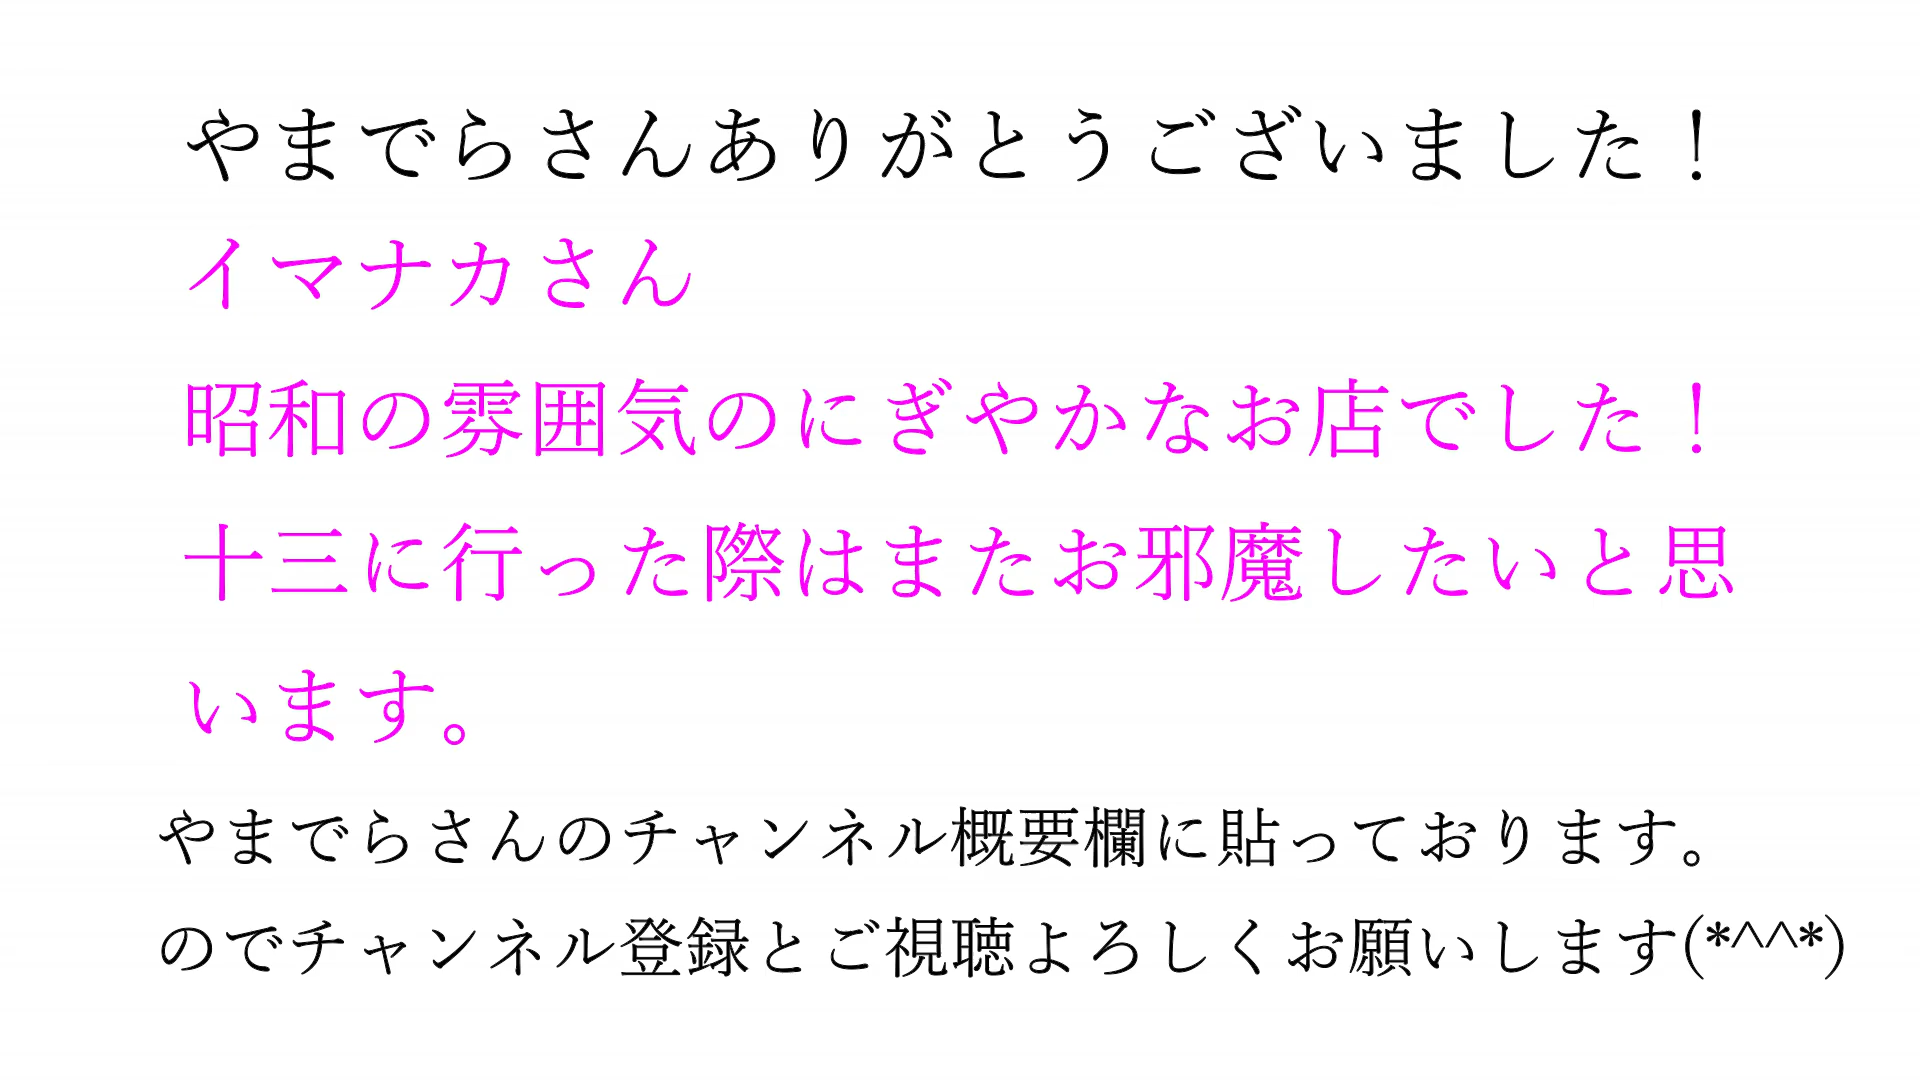 やまでらさんありがとうございました！
イマナカさん
昭和の雰囲気のにぎやかなお店でした！
十三に行った際はまたお邪魔したいと思
います。
やまでらさんのチャンネル概要欄に貼っております。
のでチャンネル登録とご視聴よろしくお願いします(*^^*)